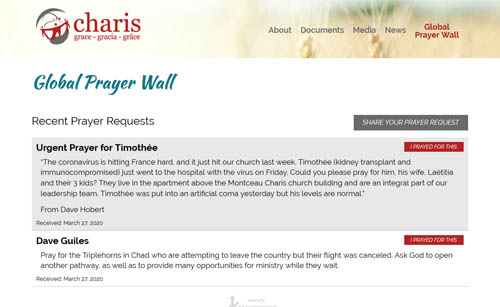 charis
grace - gracia - grâce
About Documents Media News Global Prayer Wall
Global Prayer Wall
Recent Prayer Requests
SHARE YOUR PRAYER REQUEST
Urgent Prayer for Timothée
I PRAYED FOR THIS
"The coronavirus is hitting France hard, and it just hit our church last week. Timothée (kidney transplant and
immunocompromised) just went to the hospital with the virus on Friday. Could you please pray for him, his wife, Laëtitia
and their 3 kids? They live in the apartment above the Montceau Charis church building and are an integral part of our
leadership team. Timothée was put into an artificial coma yesterday but his levels are normal."
From Dave Hobert
Received: March 27, 2020
Dave Guiles
I PRAYED FOR THIS
Pray for the Triplehorns in Chad who are attempting to leave the country but their flight was canceled. Ask God to open
another pathway, as well as to provide many opportunities for ministry while they wait.
Received: March 27, 2020